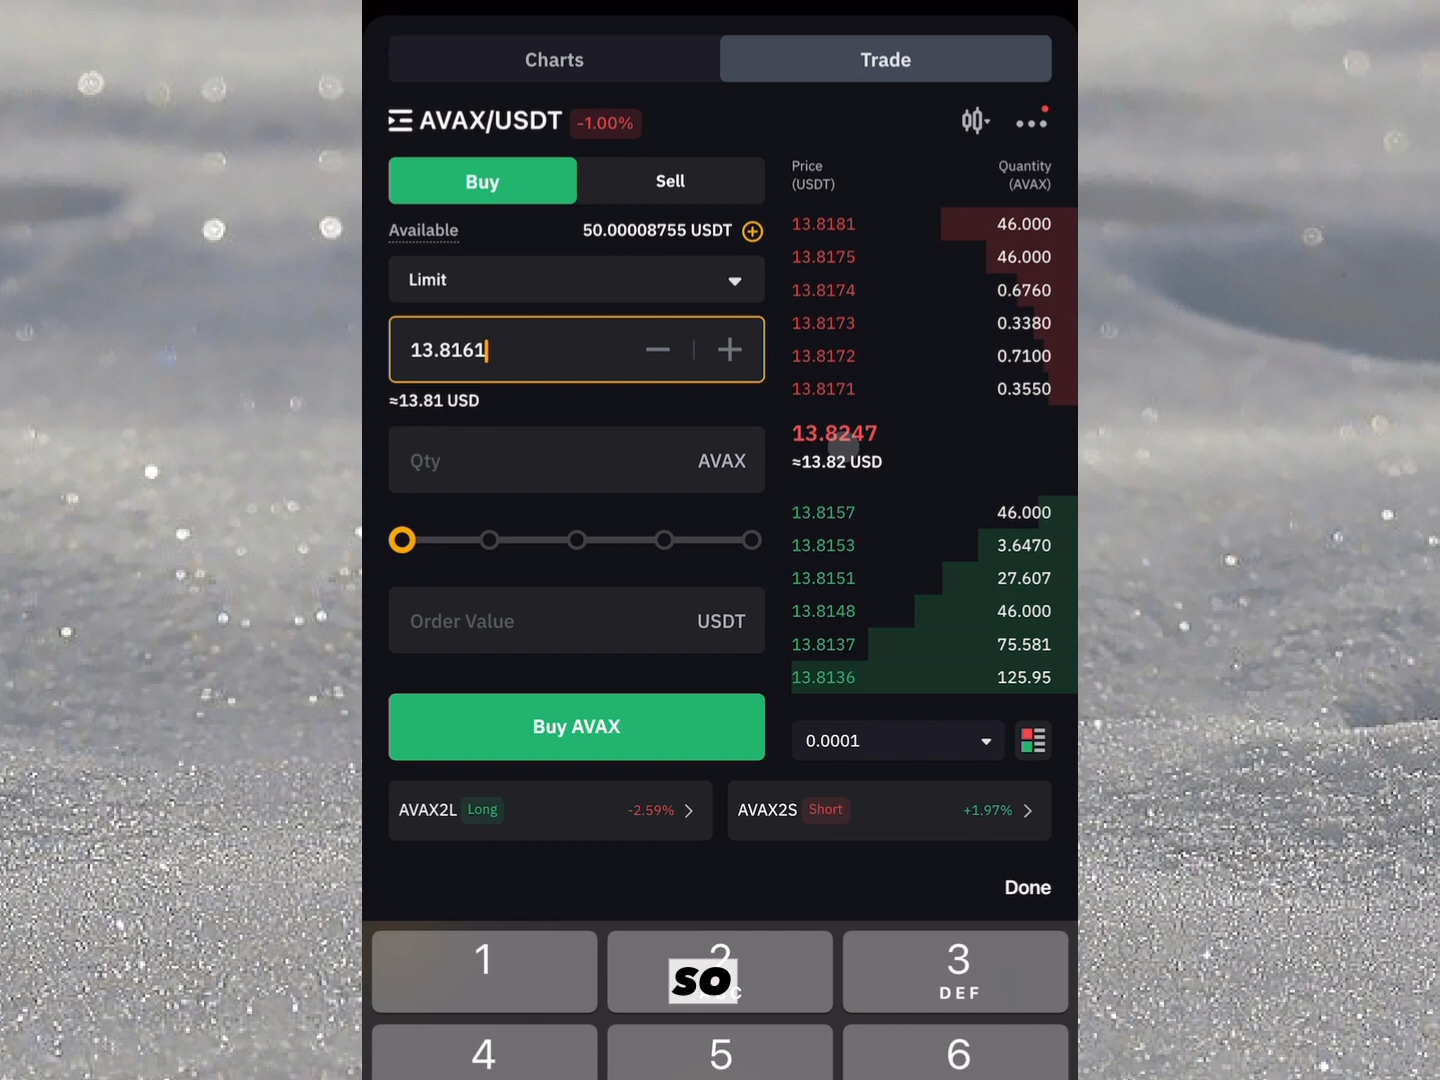 Charts
Trade
AVAX/USDT -1.00%
Buy
Sell
Available
50.00008755 USDT
Limit
13.8161
≈13.81 USD
Qty
AVAX
Order Value
USDT
Buy AVAX
Price
(USDT)
Quantity
(AVAX)
13.8181 46.000
13.8175 46.000
13.8174 0.6760
13.8173 0.3380
13.8172 0.7100
13.8171 0.3550
13.8247
≈13.82 USD
13.8157 46.000
13.8153 3.6470
13.8151 27.607
13.8148 46.000
13.8137 75.581
13.8136 125.95
0.0001
AVAX2L Long -2.59%
AVAX2S Short +1.97%
Done
1
2
3
DEF
so
4
5
6